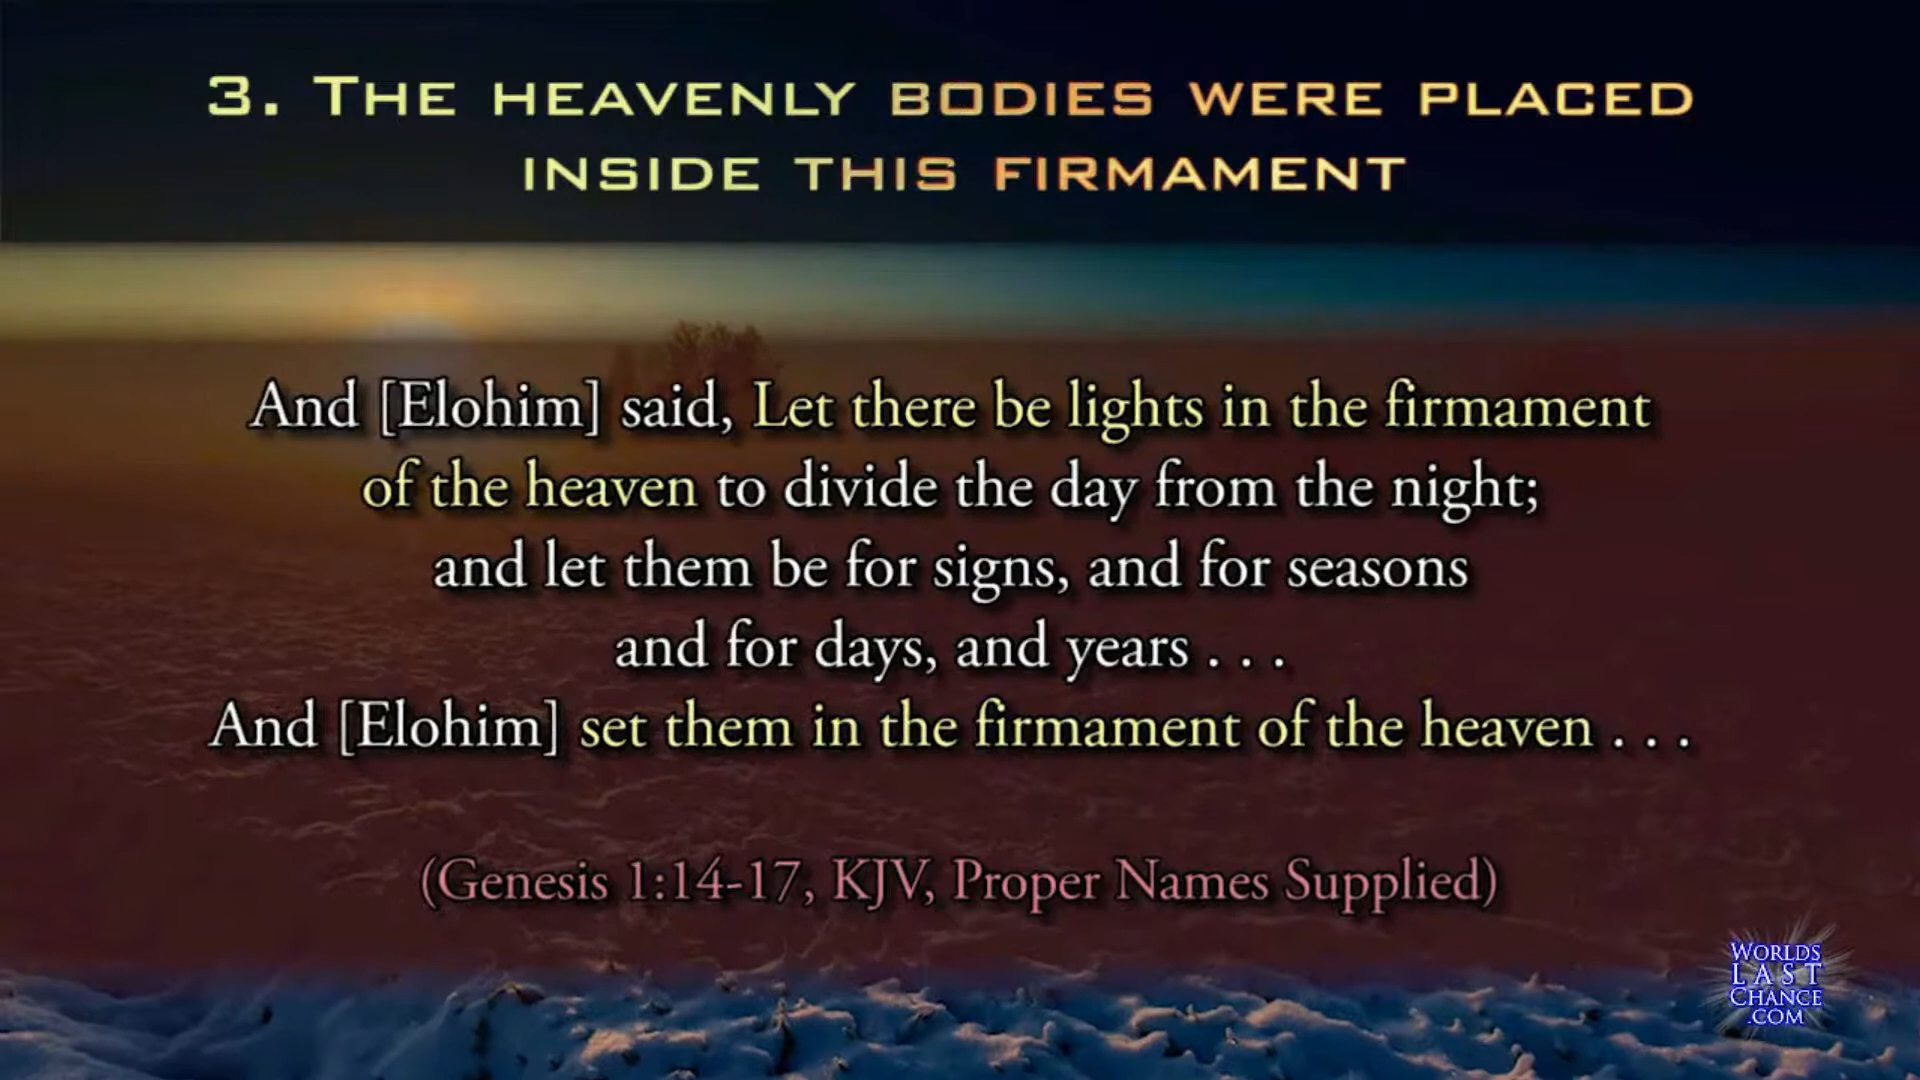 3. THE HEAVENLY BODIES WERE PLACED
INSIDE THIS FIRMAMENT
And [Elohim] said, Let there be lights in the firmament
of the heaven to divide the day from the night;
and let them be for signs, and for seasons
and for days, and years . . .
And [Elohim] set them in the firmament of the heaven . . .
(Genesis 1:14-17, KJV, Proper Names Supplied)
WORLDS
LAST
CHANCE
.COM